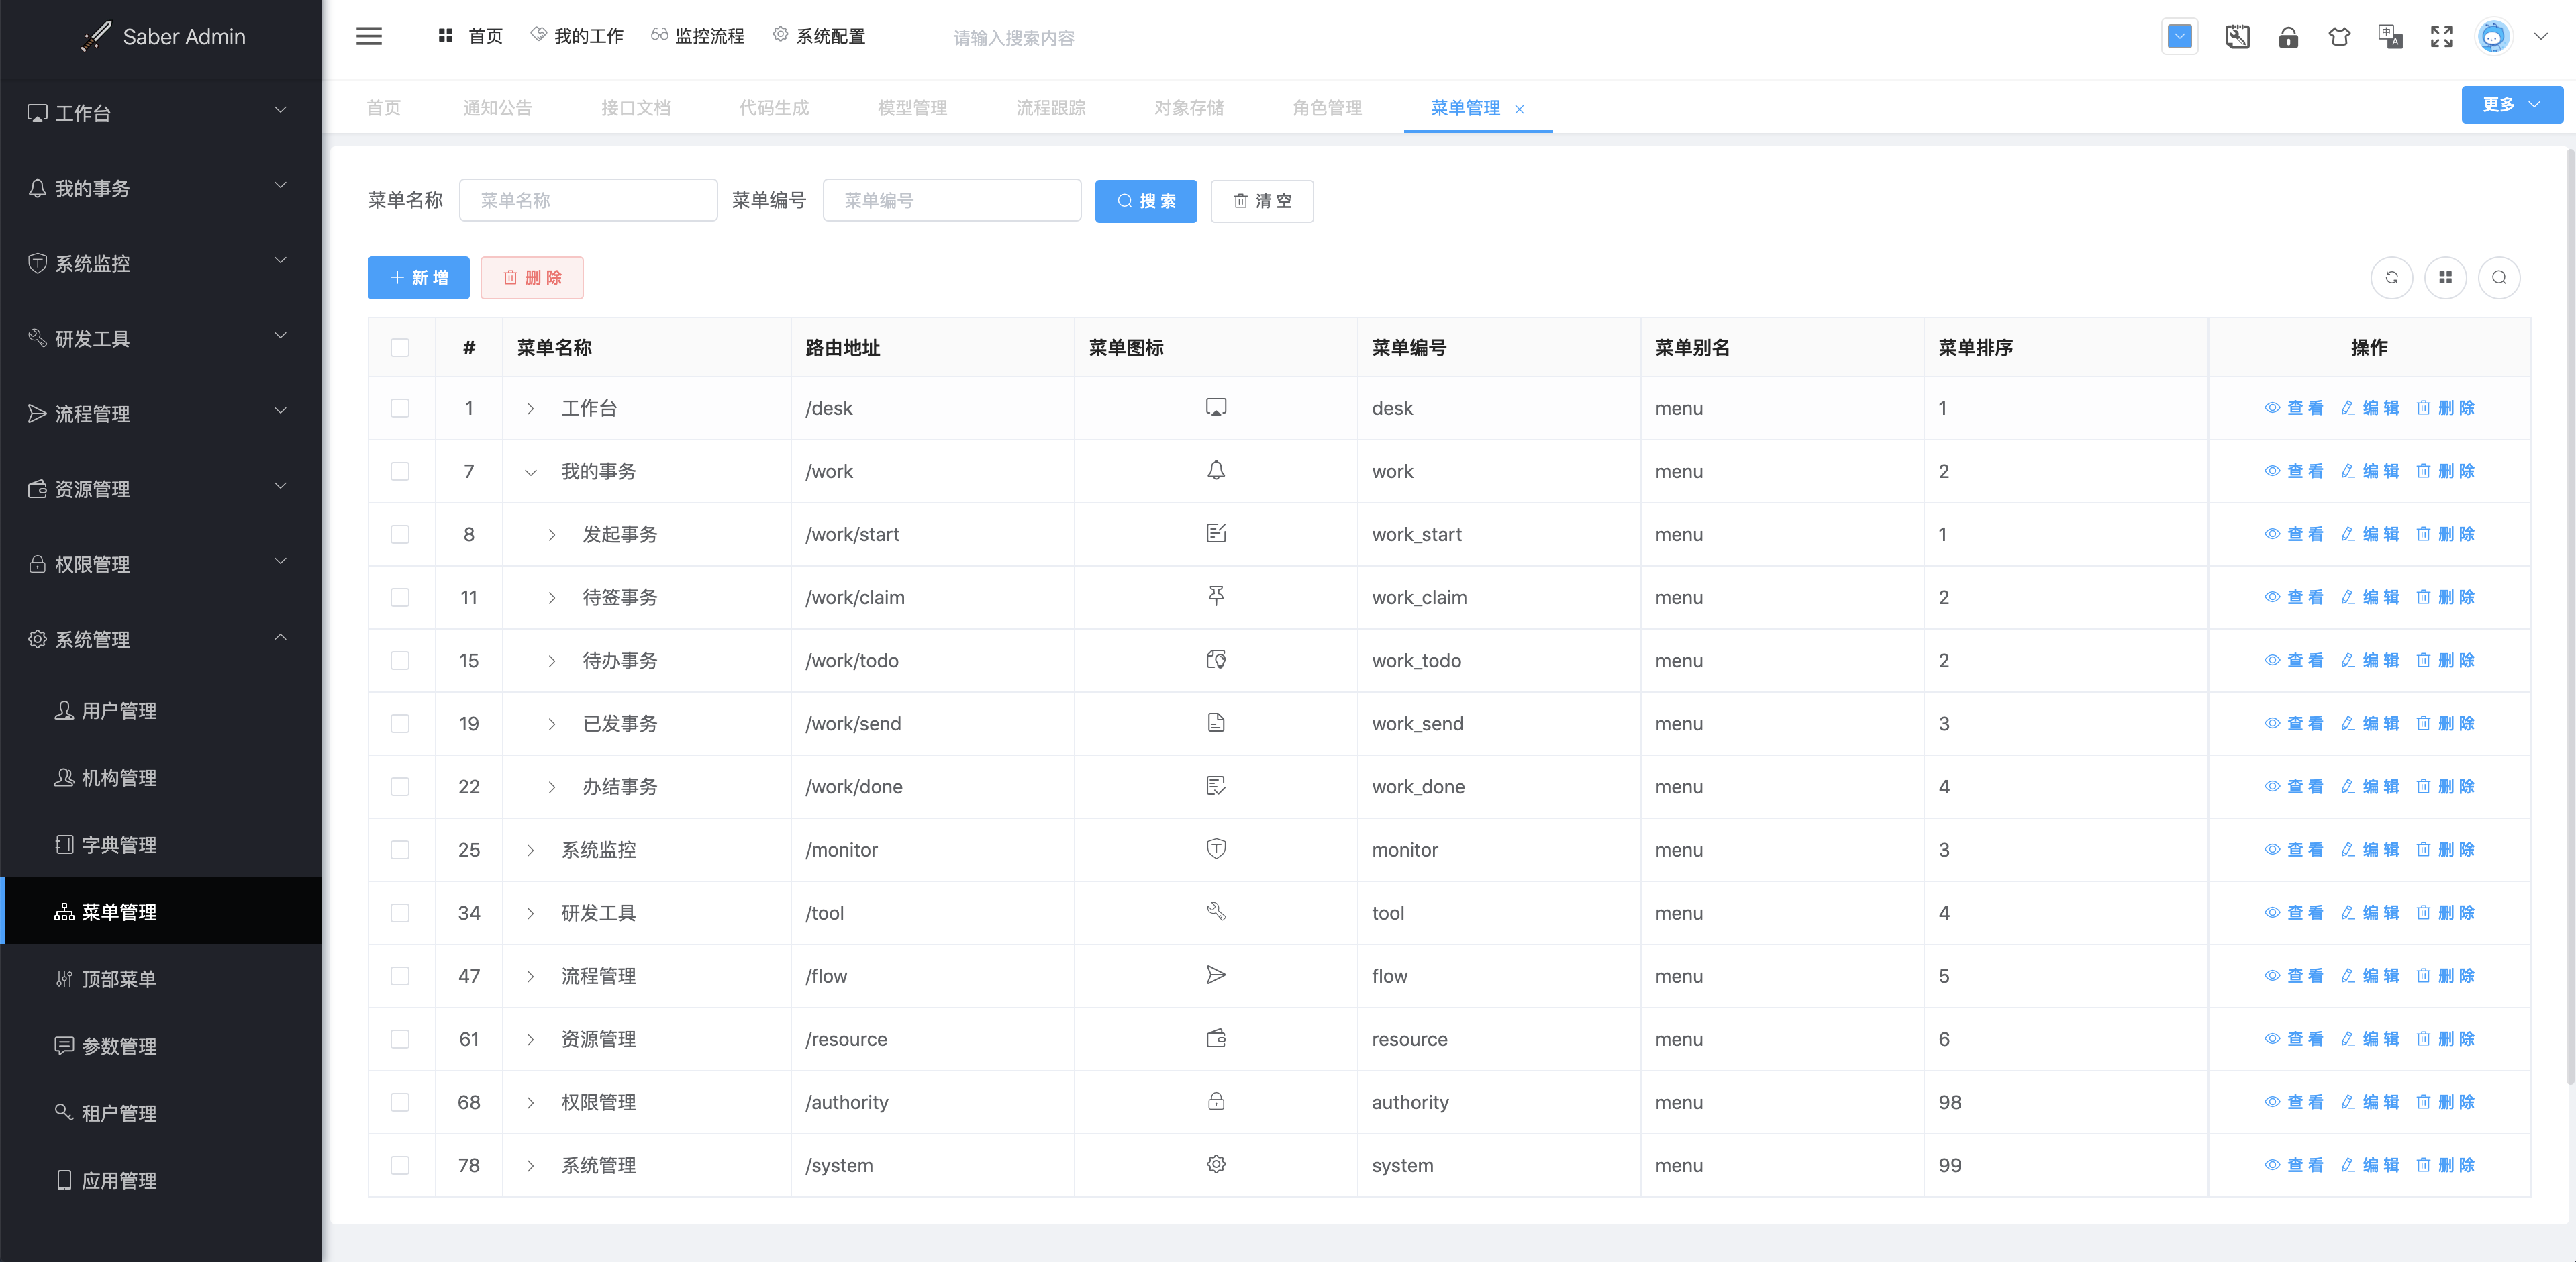 Saber Admin
首页 我的工作 监控流程 系统配置 请输入搜索内容 中 A
工作台
我的事务
系统监控
研发工具
流程管理
资源管理
权限管理
系统管理
用户管理
机构管理
字典管理
菜单管理
顶部菜单
参数管理
租户管理
应用管理
首页 通知公告 接口文档 代码生成 模型管理 流程跟踪 对象存储 角色管理 菜单管理 更多
菜单名称 菜单名称 菜单编号 菜单编号 搜 索 清 空
新 增 删 除
# 菜单名称 路由地址 菜单图标 菜单编号 菜单别名 菜单排序 操作
1 工作台 /desk desk menu 1 查 看 编 辑 删 除
7 我的事务 /work work menu 2 查 看 编 辑 删 除
8 发起事务 /work/start work_start menu 1 查 看 编 辑 删 除
11 待签事务 /work/claim work_claim menu 2 查 看 编 辑 删 除
15 待办事务 /work/todo work_todo menu 2 查 看 编 辑 删 除
19 已发事务 /work/send work_send menu 3 查 看 编 辑 删 除
22 办结事务 /work/done work_done menu 4 查 看 编 辑 删 除
25 系统监控 /monitor monitor menu 3 查 看 编 辑 删 除
34 研发工具 /tool tool menu 4 查 看 编 辑 删 除
47 流程管理 /flow flow menu 5 查 看 编 辑 删 除
61 资源管理 /resource resource menu 6 查 看 编 辑 删 除
68 权限管理 /authority authority menu 98 查 看 编 辑 删 除
78 系统管理 /system system menu 99 查 看 编 辑 删 除